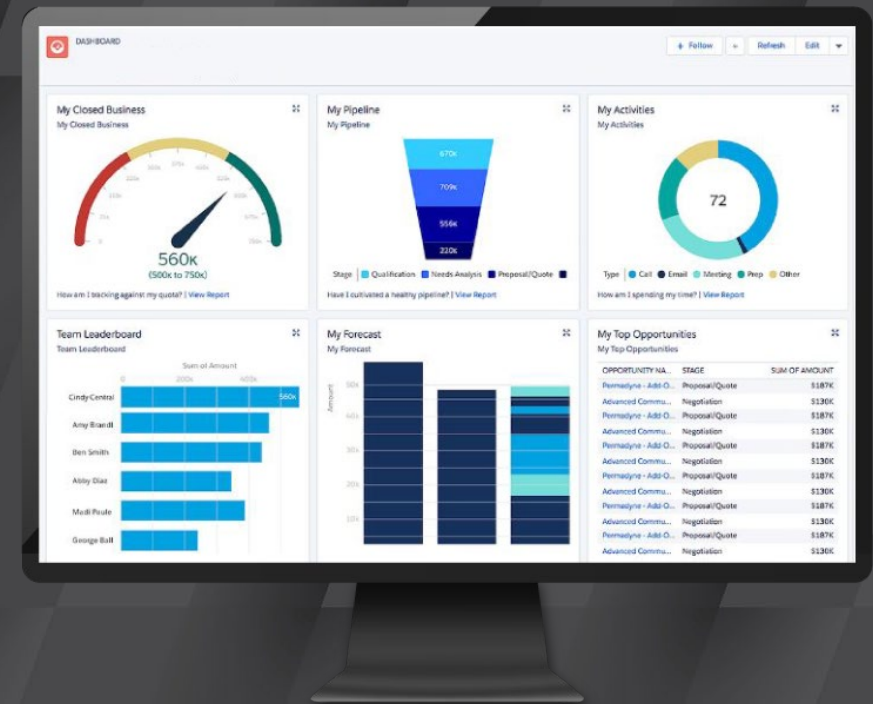 DASHBOARD
+ Follow
+
Refresh
Edit
My Closed Business
My Closed Business
560K
(500K to 750K)
How am I tracking against my quota? | View Report
My Pipeline
My Pipeline
670K
709K
556K
220K
Stage
Qualification
Needs Analysis
Proposal/Quote
Have I cultivated a healthy pipeline? | View Report
My Activities
My Activities
72
Type
Call
Email
Meeting
Prep
Other
How am I spending my time? | View Report
Team Leaderboard
Team Leaderboard
Sum of Amount
0
200K
400K
Cindy Central
560K
Amy Brandl
Ben Smith
Abby Diaz
Madi Poule
George Ball
My Forecast
My Forecast
Amount
50K
40K
30K
20K
10K
My Top Opportunities
My Top Opportunities
OPPORTUNITY NA... STAGE SUM OF AMOUNT
Permadyne - Add-O... Proposal/Quote $187K
Advanced Commu... Negotiation $130K
Permadyne - Add-O... Proposal/Quote $187K
Advanced Commu... Negotiation $130K
Permadyne - Add-O... Proposal/Quote $187K
Advanced Commu... Negotiation $130K
Permadyne - Add-O... Proposal/Quote $187K
Advanced Commu... Negotiation $130K
Permadyne - Add-O... Proposal/Quote $187K
Advanced Commu... Negotiation $130K
Permadyne - Add-O... Proposal/Quote $187K
Advanced Commu... Negotiation $130K